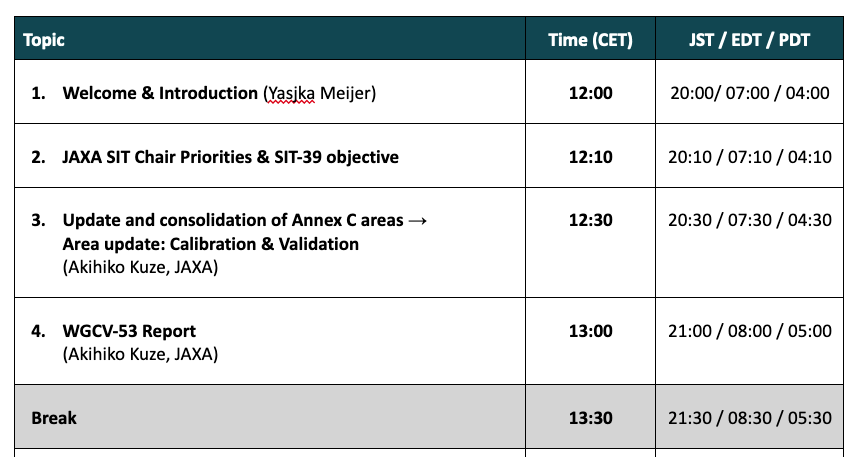 Topic Time (CET) JST / EDT / PDT
1. Welcome & Introduction (Yasjka Meijer) 12:00 20:00/ 07:00 / 04:00
2. JAXA SIT Chair Priorities & SIT-39 objective 12:10 20:10 / 07:10 / 04:10
3. Update and consolidation of Annex C areas → 12:30 20:30 / 07:30 / 04:30
Area update: Calibration & Validation
(Akihiko Kuze, JAXA)
4. WGCV-53 Report 13:00 21:00 / 08:00 / 05:00
(Akihiko Kuze, JAXA)
Break 13:30 21:30 / 08:30 / 05:30